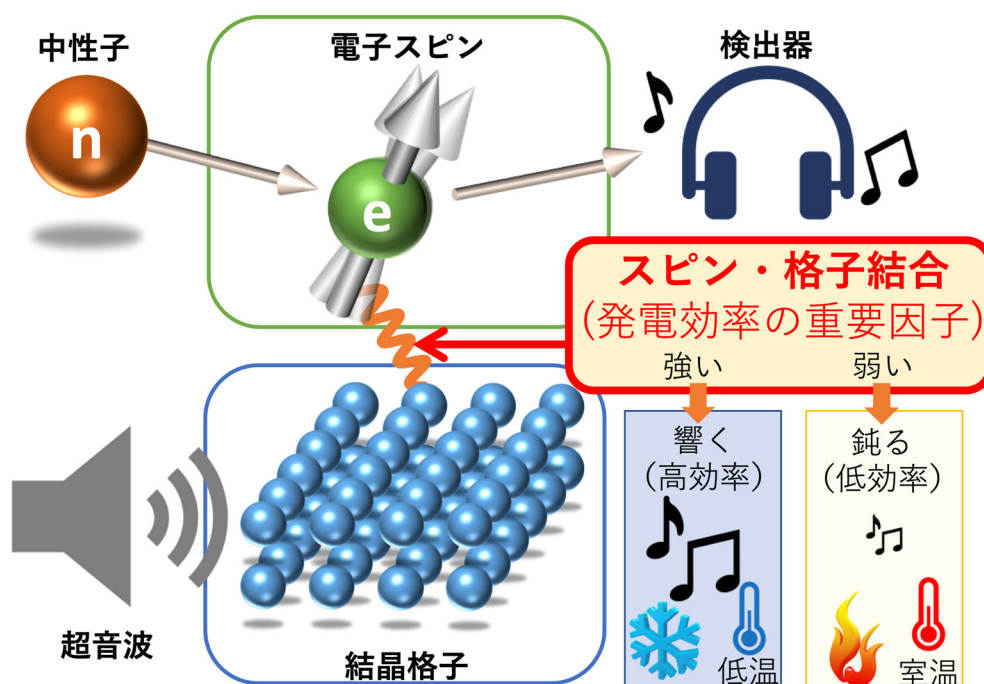 中性子
電子スピン
検出器
n
e
スピン・格子結合
(発電効率の重要因子)
強い
弱い
響く
(高効率)
鈍る
(低効率)
低温
室温
超音波
結晶格子